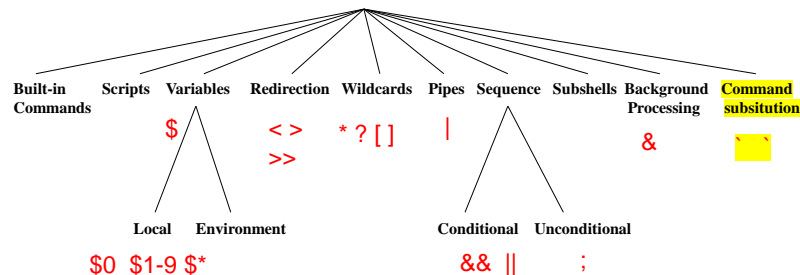 Built-in Scripts Variables Redirection Wildcards Pipes Sequence Subshells Background Command
Commands Processing subsitution
$ < > * ? [ ] | & ` `
>>
Local Environment Conditional Unconditional
$0 $1-9 $* && || ;